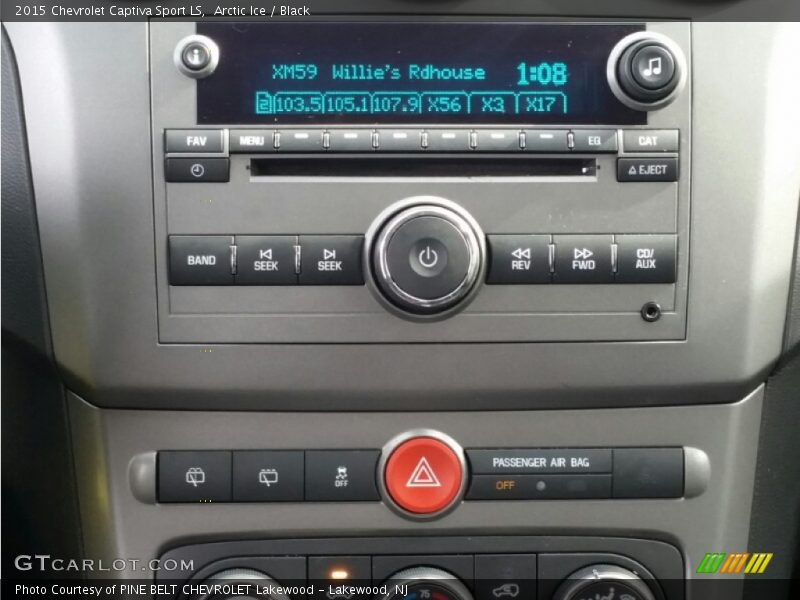 2015 Chevrolet Captiva Sport LS, Arctic Ice / Black
XM59 Willie's Rdhouse 1:08
2 103.5 105.1 107.9 X56 X3 X17
FAV MENU EQ CAT
EJECT
BAND SEEK SEEK REV FWD CD/
AUX
OFF
PASSENGER AIR BAG
OFF
75
GTCARLOT.COM
Photo Courtesy of PINE BELT CHEVROLET Lakewood - Lakewood, NJ